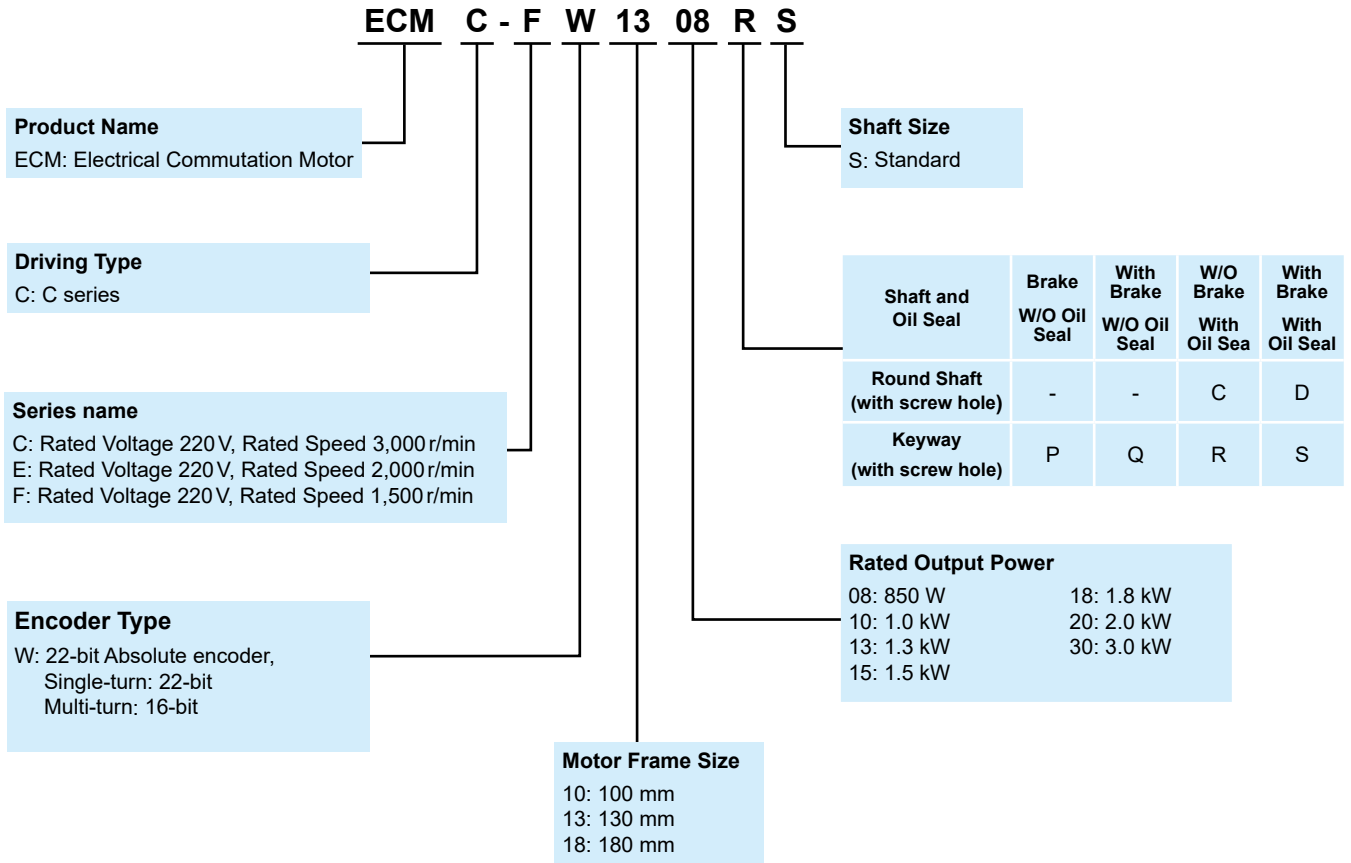 ECM C - F W 13 08 R S
Product Name
ECM: Electrical Commutation Motor
Driving Type
C: C series
Series name
C: Rated Voltage 220 V, Rated Speed 3,000 r/min
E: Rated Voltage 220 V, Rated Speed 2,000 r/min
F: Rated Voltage 220 V, Rated Speed 1,500 r/min
Encoder Type
W: 22-bit Absolute encoder,
Single-turn: 22-bit
Multi-turn: 16-bit
Motor Frame Size
10: 100 mm
13: 130 mm
18: 180 mm
Shaft Size
S: Standard
Shaft and
Oil Seal
Brake
W/O Oil
Seal
With
Brake
W/O Oil
Seal
W/O
Brake
With
Oil Sea
With
Brake
With
Oil Seal
Round Shaft
(with screw hole)
- - C D
Keyway
(with screw hole)
P Q R S
Rated Output Power
08: 850 W 18: 1.8 kW
10: 1.0 kW 20: 2.0 kW
13: 1.3 kW 30: 3.0 kW
15: 1.5 kW